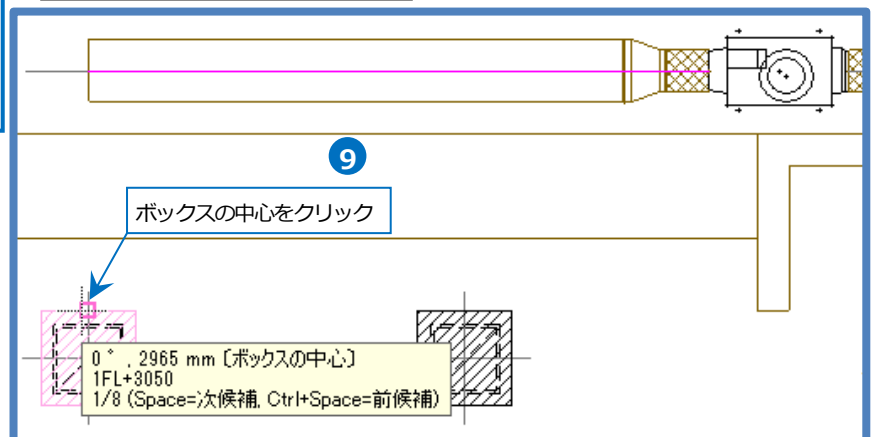 9
ボックスの中心をクリック
0 ° , 2965 mm [ボックスの中心]
1FL+3050
1/8 (Space=次候補, Ctrl+Space=前候補)